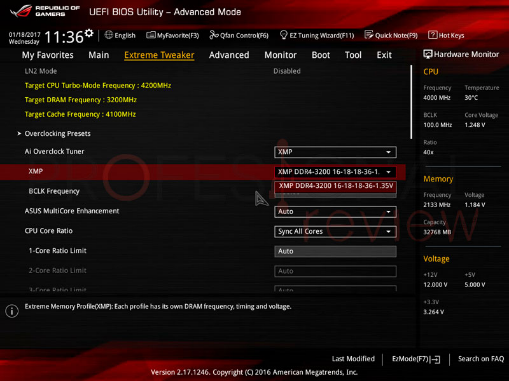 REPUBLIC OF
GAMERS
UEFI BIOS Utility – Advanced Mode
01/18/2017
Wednesday
11:36
English
MyFavorite(F3)
Qfan Control(F6)
EZ Tuning Wizard(F11)
Quick Note(F9)
Hot Keys
My Favorites
Main
Extreme Tweaker
Advanced
Monitor
Boot
Tool
Exit
Hardware Monitor
LN2 Mode
Disabled
Target CPU Turbo-Mode Frequency : 4200MHz
Target DRAM Frequency : 3200MHz
Target Cache Frequency : 4100MHz
Overclocking Presets
Ai Overclock Tuner
XMP
XMP
XMP DDR4-3200 16-18-18-36-1.
XMP DDR4-3200 16-18-18-36-1.35V
BCLK Frequency
ASUS MultiCore Enhancement
Auto
CPU Core Ratio
Sync All Cores
1-Core Ratio Limit
Auto
2-Core Ratio Limit
Auto
3-Core Ratio Limit
Auto
CPU
Frequency
Temperature
4000 MHz
30°C
BCLK
Core Voltage
100.0 MHz
1.248 V
Ratio
40x
Memory
Frequency
Voltage
2133 MHz
1.184 V
Capacity
32768 MB
Voltage
+12V
+5V
12.000 V
5.000 V
+3.3V
3.264 V
Extreme Memory Profile(XMP): Each profile has its own DRAM frequency, timing and voltage.
Last Modified
EzMode(F7)
Search on FAQ
Version 2.17.1246. Copyright (C) 2016 American Megatrends, Inc.
review